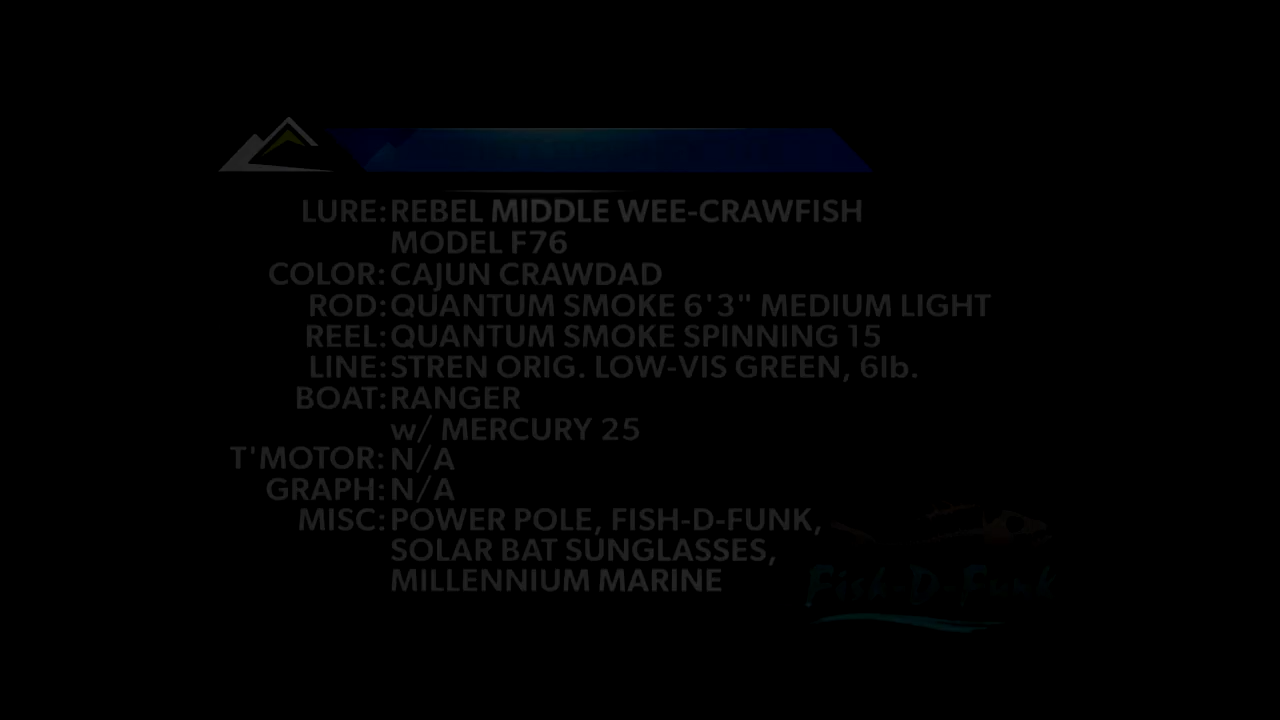 LURE: REBEL MIDDLE WEE-CRAWFISH
MODEL F76
COLOR: CAJUN CRAWDAD
ROD: QUANTUM SMOKE 6'3" MEDIUM LIGHT
REEL: QUANTUM SMOKE SPINNING 15
LINE: STREN ORIG. LOW-VIS GREEN, 6lb.
BOAT: RANGER
w/ MERCURY 25
T'MOTOR: N/A
GRAPH: N/A
MISC: POWER POLE, FISH-D-FUNK,
SOLAR BAT SUNGLASSES,
MILLENNIUM MARINE
Fish-D-Funk